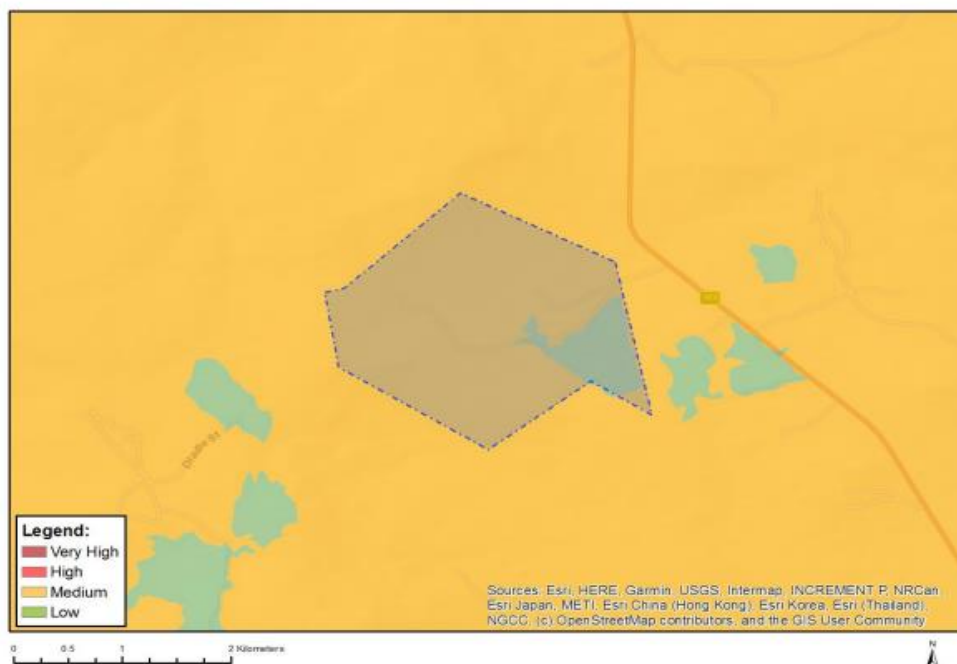 Legend:
Very High
High
Medium
Low
Sources: Esri, HERE, Garmin, USGS, Intermap, INCREMENT P, NRCan,
Esri Japan, METI, Esri China (Hong Kong), Esri Korea, Esri (Thailand),
NGCC, (c) OpenStreetMap contributors, and the GIS User Community
0 0.5 1 2 Kilometers
N